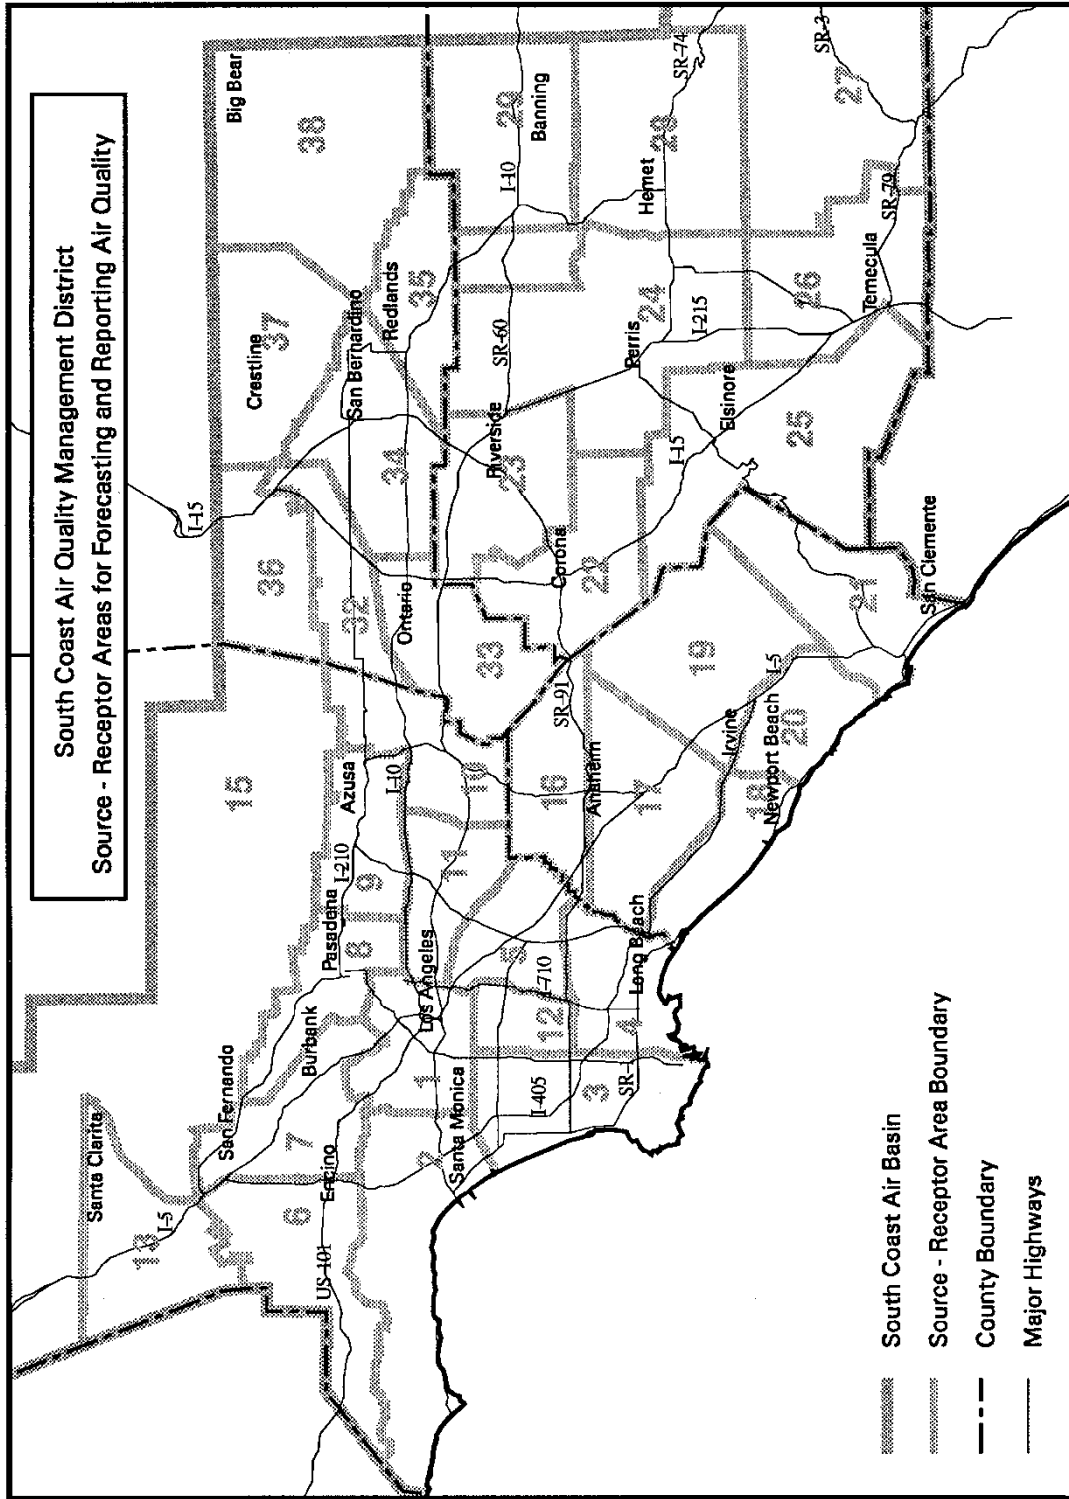 South Coast Air Quality Management District
Source - Receptor Areas for Forecasting and Reporting Air Quality
Santa Clarita
13
I-5
San Fernando
6
7
Burbank
US-101
Encino
15
Pasadena
I-210
Azusa
8
9
I-10
Los Angeles
1
2
Santa Monica
11
10
I-405
12
5
I-710
3
SR-1
4
Long Beach
16
Anaheim
SR-91
17
18
Irvine
Newport Beach
I-5
20
19
21
San Clemente
I-15
36
32
Ontario
33
34
Crestline
37
San Bernardino
Redlands
35
Big Bear
38
Riverside
23
SR-60
I-10
29
Banning
Corona
22
24
Perris
I-215
Hemet
28
SR-74
I-15
Elsinore
25
26
Temecula
SR-79
27
SR-3
South Coast Air Basin
Source - Receptor Area Boundary
County Boundary
Major Highways